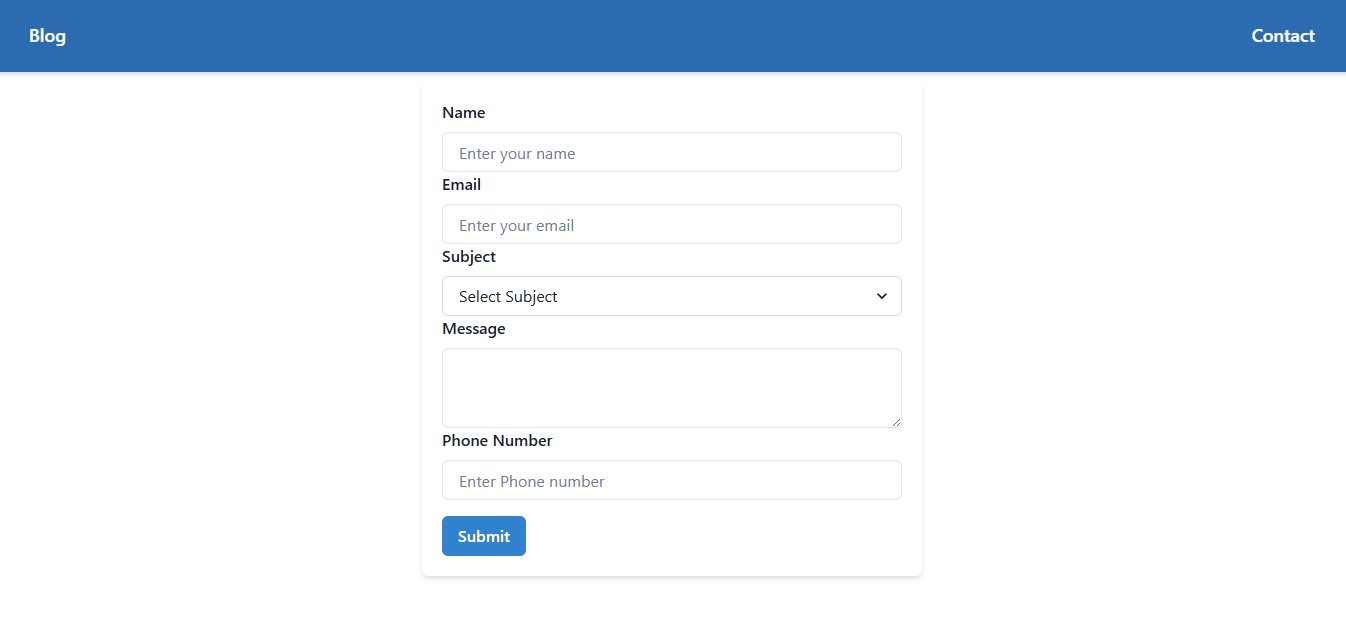 Blog
Contact
Name
Enter your name
Email
Enter your email
Subject
Select Subject
Message
Phone Number
Enter Phone number
Submit